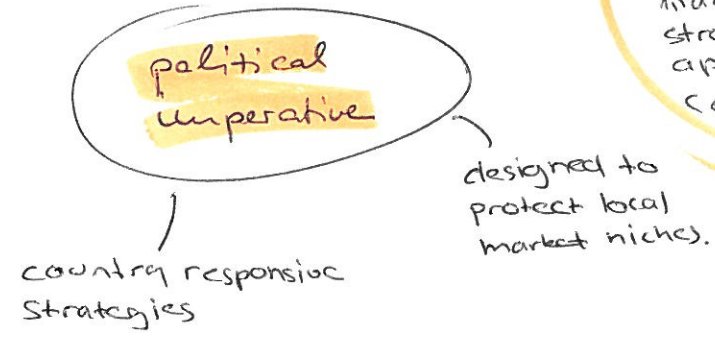 political
imperative
designed to
protect local
market niches.
country responsive
Strategies